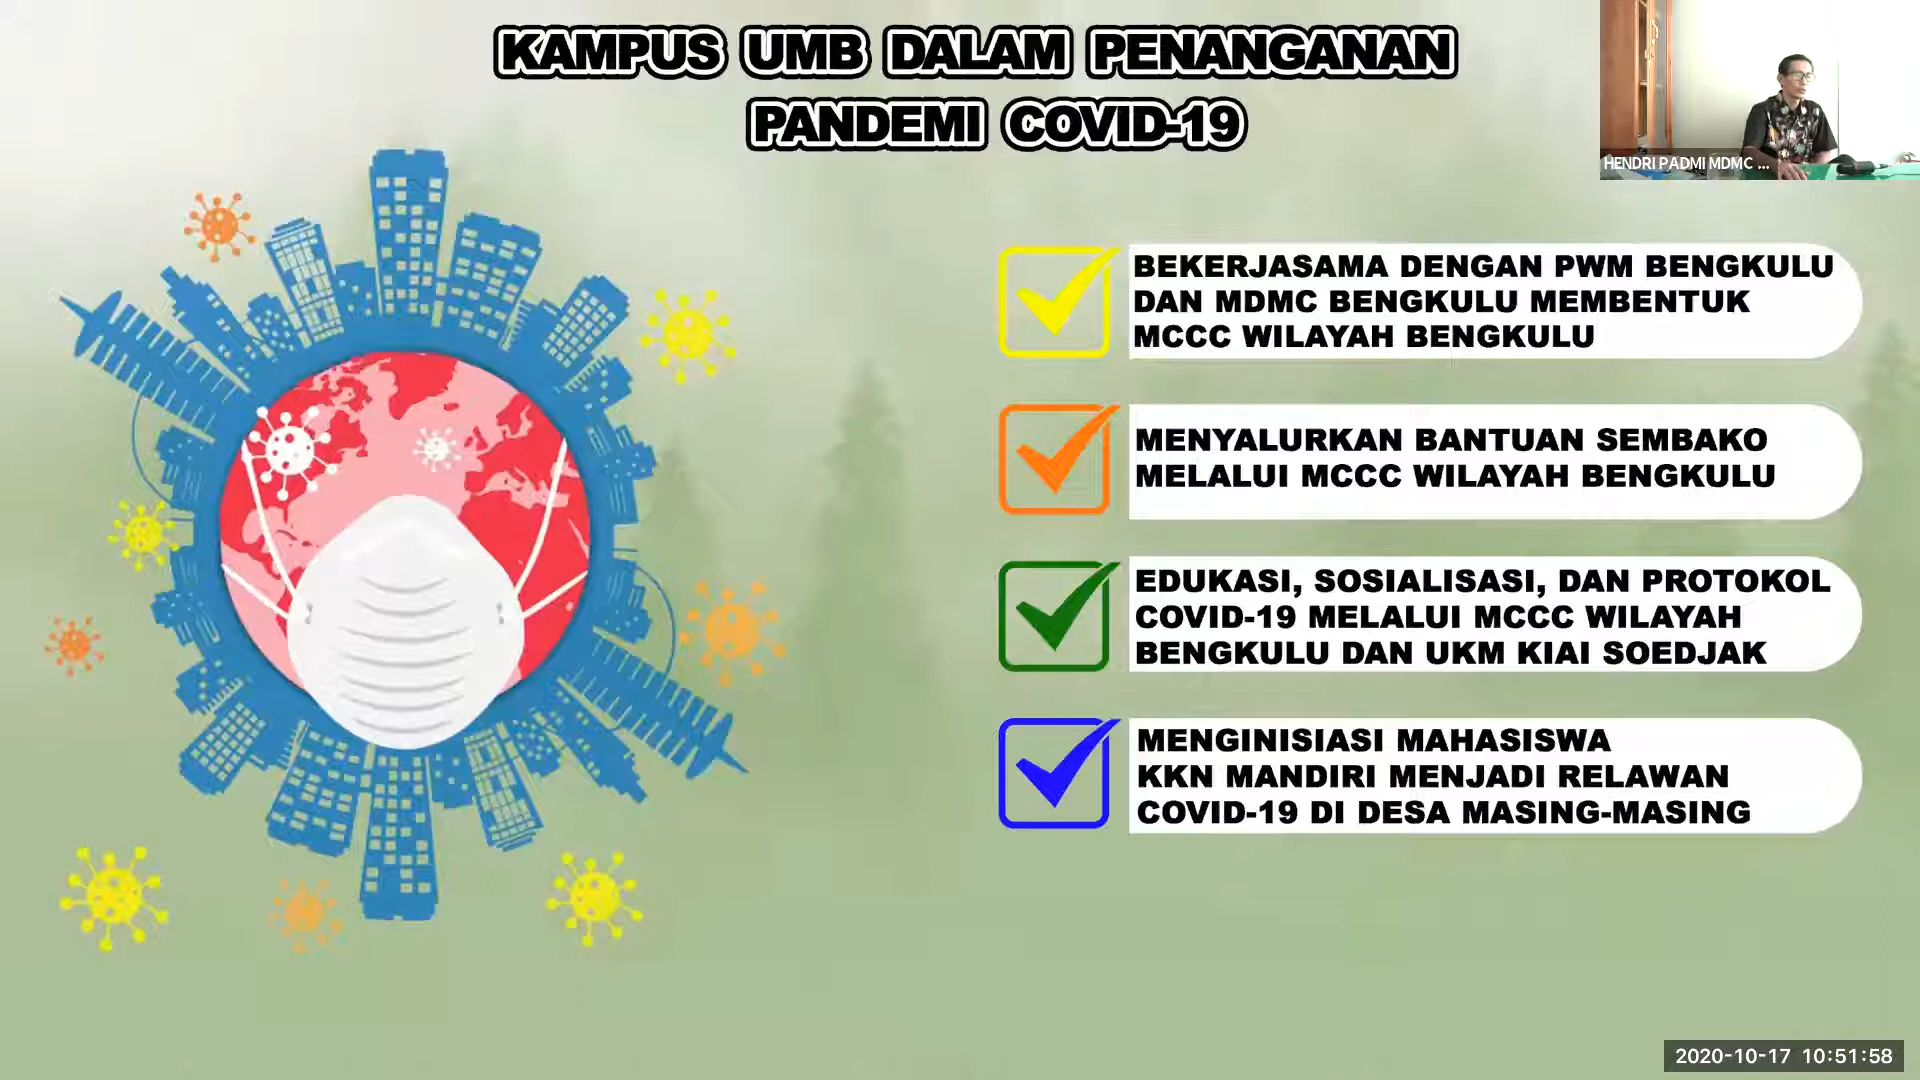 KAMPUS UMB DALAM PENANGANAN
PANDEMI COVID-19
HENDRI PADMI MDMC ...
BEKERJASAMA DENGAN PWM BENGKULU
DAN MDMC BENGKULU MEMBENTUK
MCCC WILAYAH BENGKULU
MENYALURKAN BANTUAN SEMBAKO
MELALUI MCCC WILAYAH BENGKULU
EDUKASI, SOSIALISASI, DAN PROTOKOL
COVID-19 MELALUI MCCC WILAYAH
BENGKULU DAN UKM KIAI SOEDJAK
MENGINISIASI MAHASISWA
KKN MANDIRI MENJADI RELAWAN
COVID-19 DI DESA MASING-MASING
2020-10-17 10:51:58